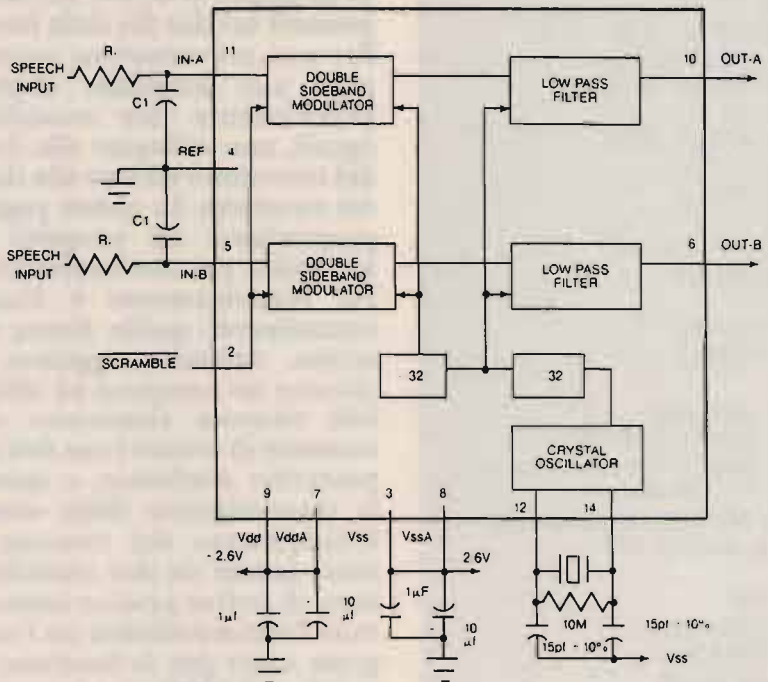 R.
IN-A
11
SPEECH
INPUT
C1
DOUBLE
SIDEBAND
MODULATOR
LOW PASS
FILTER
10
OUT-A
REF
4
C1
R.
5
SPEECH
INPUT
IN-B
DOUBLE
SIDEBAND
MODULATOR
LOW PASS
FILTER
6
OUT-B
2
SCRAMBLE
32
32
CRYSTAL
OSCILLATOR
9
7
3
8
12
14
Vdd
VddA
Vss
VssA
- 2.6V
2.6V
1µf
10
µf
1µF
10
µf
10M
15pf - 10%
15pf - 10%
Vss